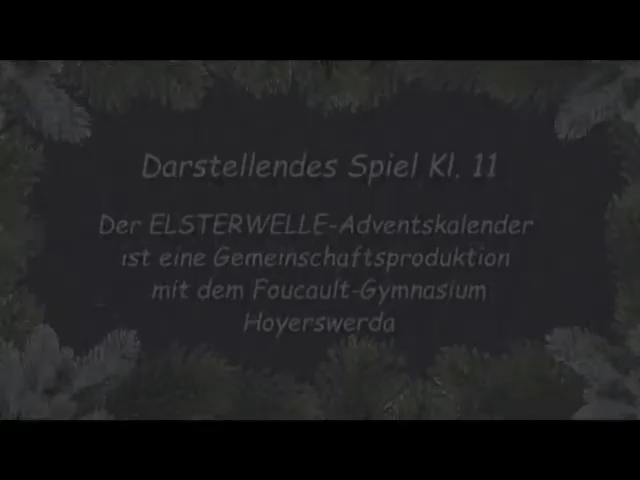 Darstellendes Spiel Kl. 11
Der ELSTERWELLE-Adventskalender
ist eine Gemeinschaftsproduktion
mit dem Foucault-Gymnasium
Hoyerswerda